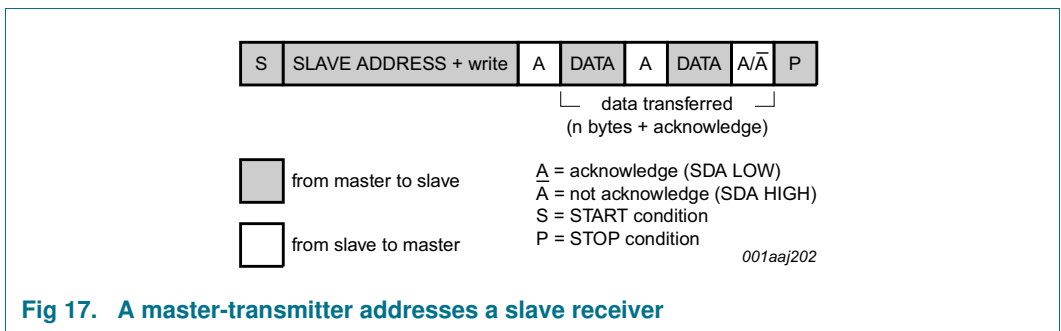 S SLAVE ADDRESS + write A DATA A DATA A/A̅ P
data transferred
(n bytes + acknowledge)
from master to slave
from slave to master
A = acknowledge (SDA LOW)
A̅ = not acknowledge (SDA HIGH)
S = START condition
P = STOP condition
001aaj202
Fig 17. A master-transmitter addresses a slave receiver